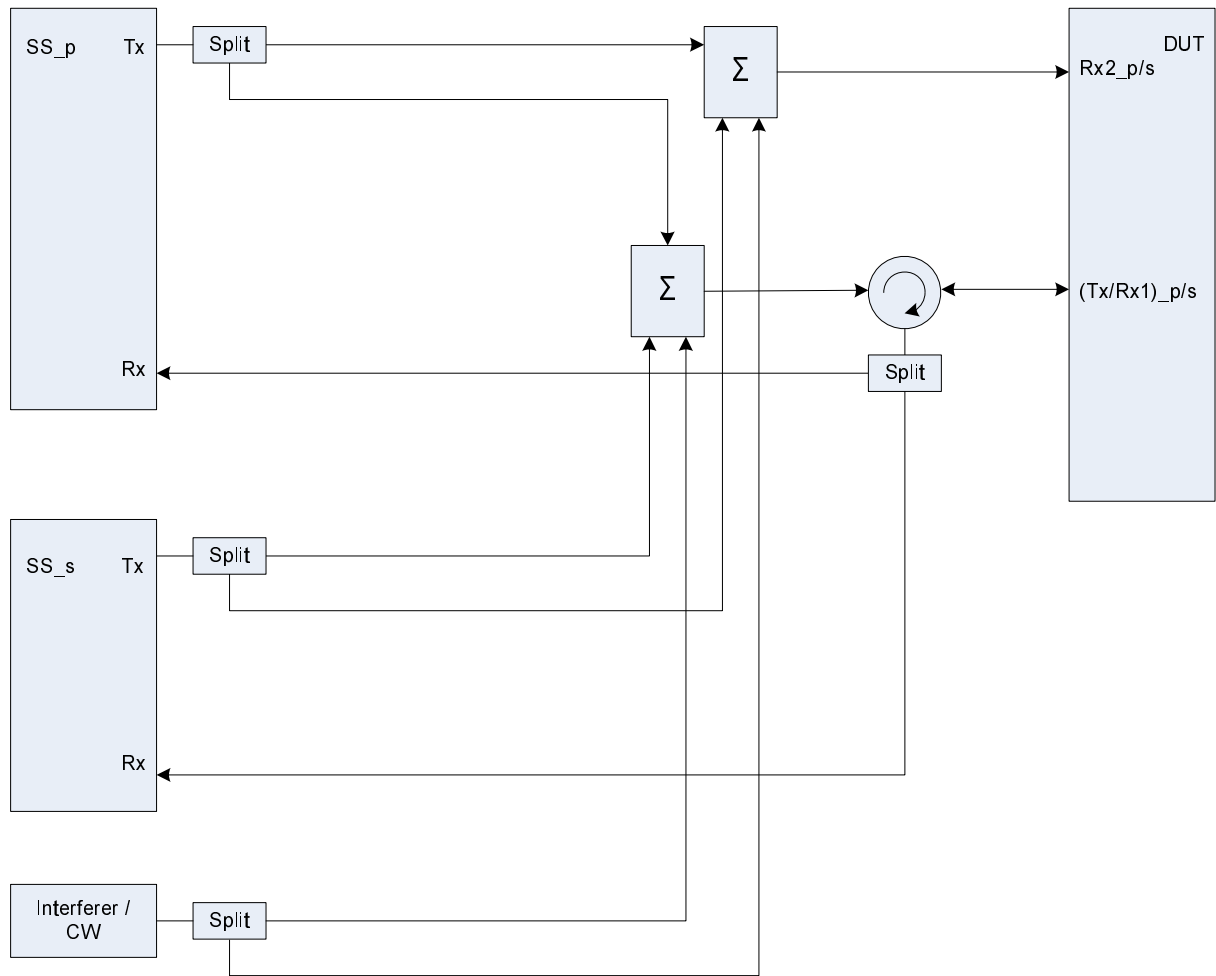 SS_p
Tx
Split
Σ
DUT
Rx2_p/s
Σ
(Tx/Rx1)_p/s
Rx
Split
SS_s
Tx
Split
Rx
Interferer /
CW
Split